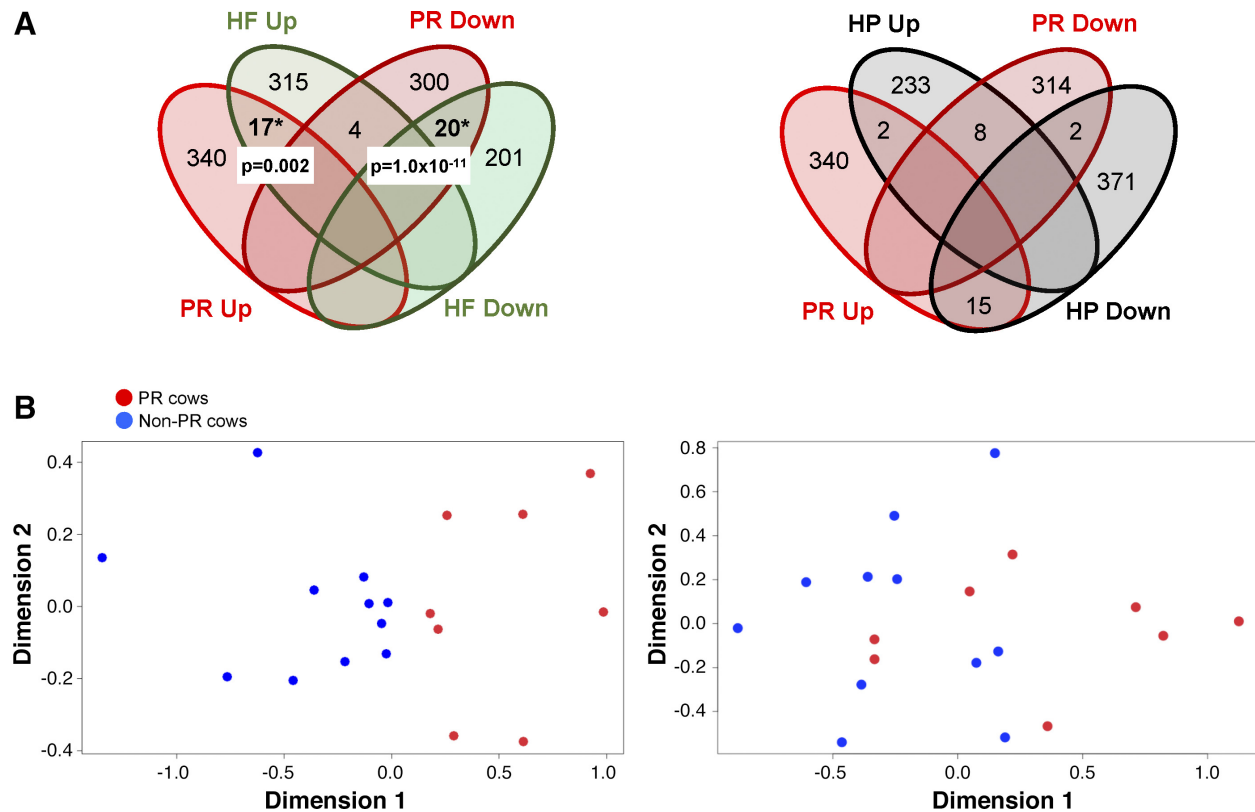 A
HF Up
PR Down
315
300
17*
4
20*
340
p=0.002
p=1.0x10⁻¹¹
201
PR Up
HF Down
HP Up
PR Down
233
314
2
8
2
340
371
PR Up
15
HP Down
B
PR cows
Non-PR cows
Dimension 2
0.4
0.2
0.0
-0.2
-0.4
-1.0 -0.5 0.0 0.5 1.0
Dimension 1
Dimension 2
0.8
0.6
0.4
0.2
0.0
-0.2
-0.4
-0.5 0.0 0.5 1.0
Dimension 1